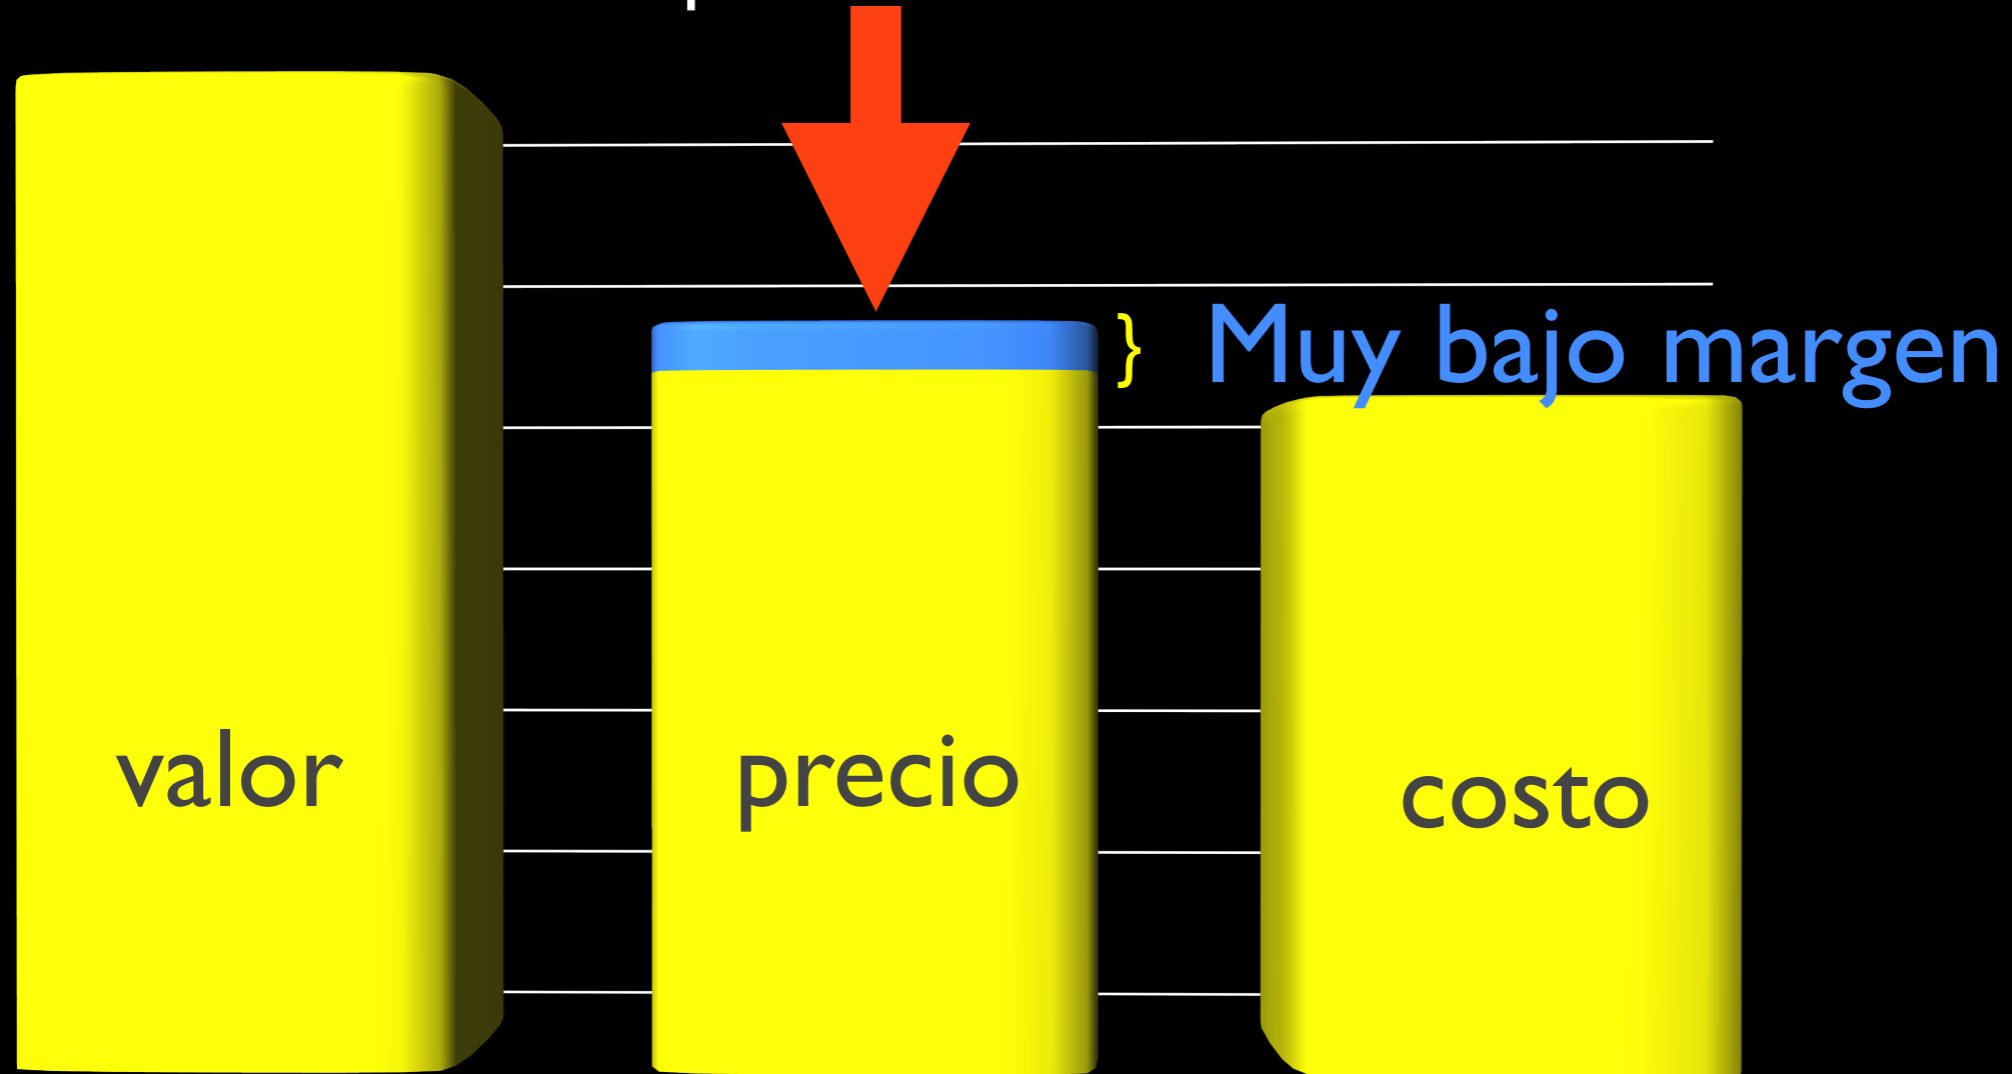 } Muy bajo margen
valor
precio
costo